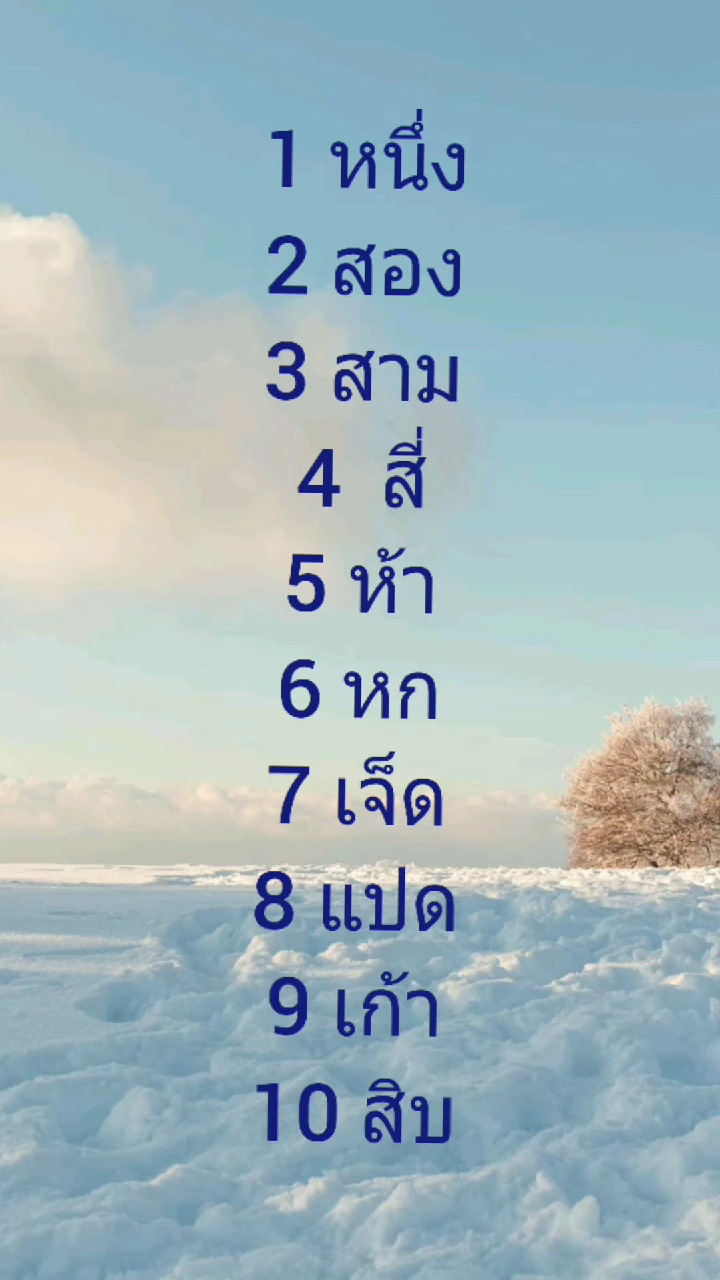 1 หนึ่ง
2 สอง
3 สาม
4 สี่
5 ห้า
6 หก
7 เจ็ด
8 แปด
9 เก้า
10 สิบ